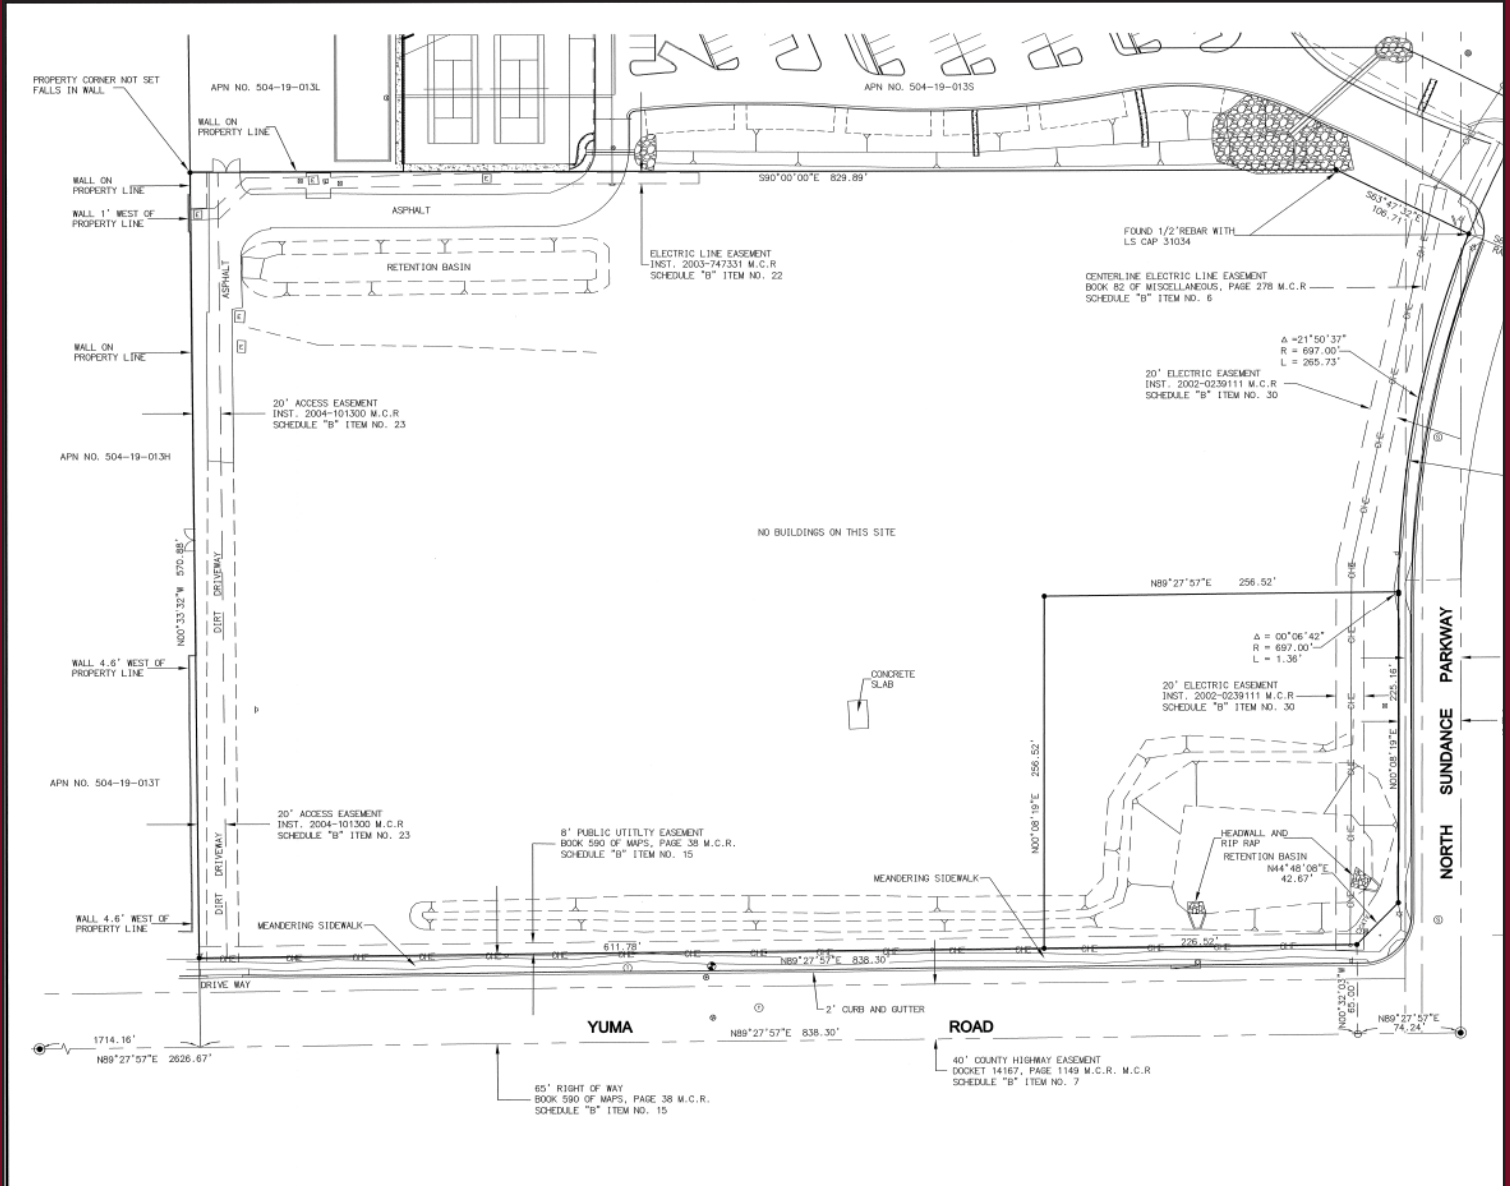 PROPERTY CORNER NOT SET
FALLS IN WALL
APN NO. 504-19-013L
APN NO. 504-19-013S
WALL ON
PROPERTY LINE
WALL ON
PROPERTY LINE
S90°00'00"E 829.89'
WALL 1' WEST OF
PROPERTY LINE
ASPHALT
S63°47'32"E
106.71'
FOUND 1/2'REBAR WITH
LS CAP 31034
ELECTRIC LINE EASEMENT
INST. 2003-747331 M.C.R
SCHEDULE "B" ITEM NO. 22
RETENTION BASIN
ASPHALT
CENTERLINE ELECTRIC LINE EASEMENT
BOOK 82 OF MISCELLANEOUS, PAGE 278 M.C.R
SCHEDULE "B" ITEM NO. 6
WALL ON
PROPERTY LINE
Δ =21°50'37"
R = 697.00'
L = 265.73'
20' ELECTRIC EASEMENT
INST. 2002-0239111 M.C.R
SCHEDULE "B" ITEM NO. 30
20' ACCESS EASEMENT
INST. 2004-101300 M.C.R
SCHEDULE "B" ITEM NO. 23
APN NO. 504-19-013H
NO BUILDINGS ON THIS SITE
N00°33'32"W 570.88'
DIRT DRIVEWAY
N89°27'57"E 256.52'
Δ = 00°06'42"
R = 697.00'
L = 1.36'
WALL 4.6' WEST OF
PROPERTY LINE
CONCRETE
SLAB
20' ELECTRIC EASEMENT
INST. 2002-0239111 M.C.R
SCHEDULE "B" ITEM NO. 30
N00°08'19"E 225.16'
NORTH SUNDANCE PARKWAY
N00°08'19"E 256.52'
APN NO. 504-19-013T
20' ACCESS EASEMENT
INST. 2004-101300 M.C.R
SCHEDULE "B" ITEM NO. 23
DIRT DRIVEWAY
8' PUBLIC UTITLTY EASEMENT
BOOK 590 OF MAPS, PAGE 38 M.C.R.
SCHEDULE "B" ITEM NO. 15
HEADWALL AND
RIP RAP
RETENTION BASIN
N44°48'08"E
42.67'
MEANDERING SIDEWALK
WALL 4.6' WEST OF
PROPERTY LINE
MEANDERING SIDEWALK
611.78'
226.52'
OHE OHE OHE OHE OHE OHE OHE OHE OHE OHE OHE OHE OHE
N89°27'57"E 838.30'
DRIVE WAY
2' CURB AND GUTTER
N00°32'03"W
65.00'
N89°27'57"E
74.24'
YUMA ROAD
N89°27'57"E 838.30'
1714.16'
N89°27'57"E 2626.67'
40' COUNTY HIGHWAY EASEMENT
DOCKET 14167, PAGE 1149 M.C.R. M.C.R
SCHEDULE "B" ITEM NO. 7
65' RIGHT OF WAY
BOOK 590 OF MAPS, PAGE 38 M.C.R.
SCHEDULE "B" ITEM NO. 15